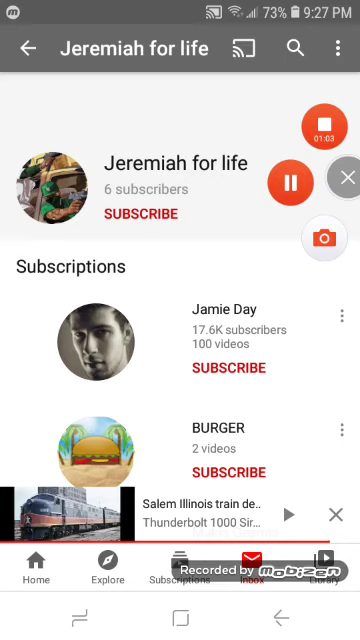 73% 9:27 PM
Jeremiah for life
01:03
Jeremiah for life
6 subscribers
SUBSCRIBE
Subscriptions
Jamie Day
17.6K subscribers
100 videos
SUBSCRIBE
BURGER
2 videos
SUBSCRIBE
Salem Illinois train de..
Thunderbolt 1000 Sir...
Home
Explore
Subscriptions
Inbox
Library
Recorded by mobizen